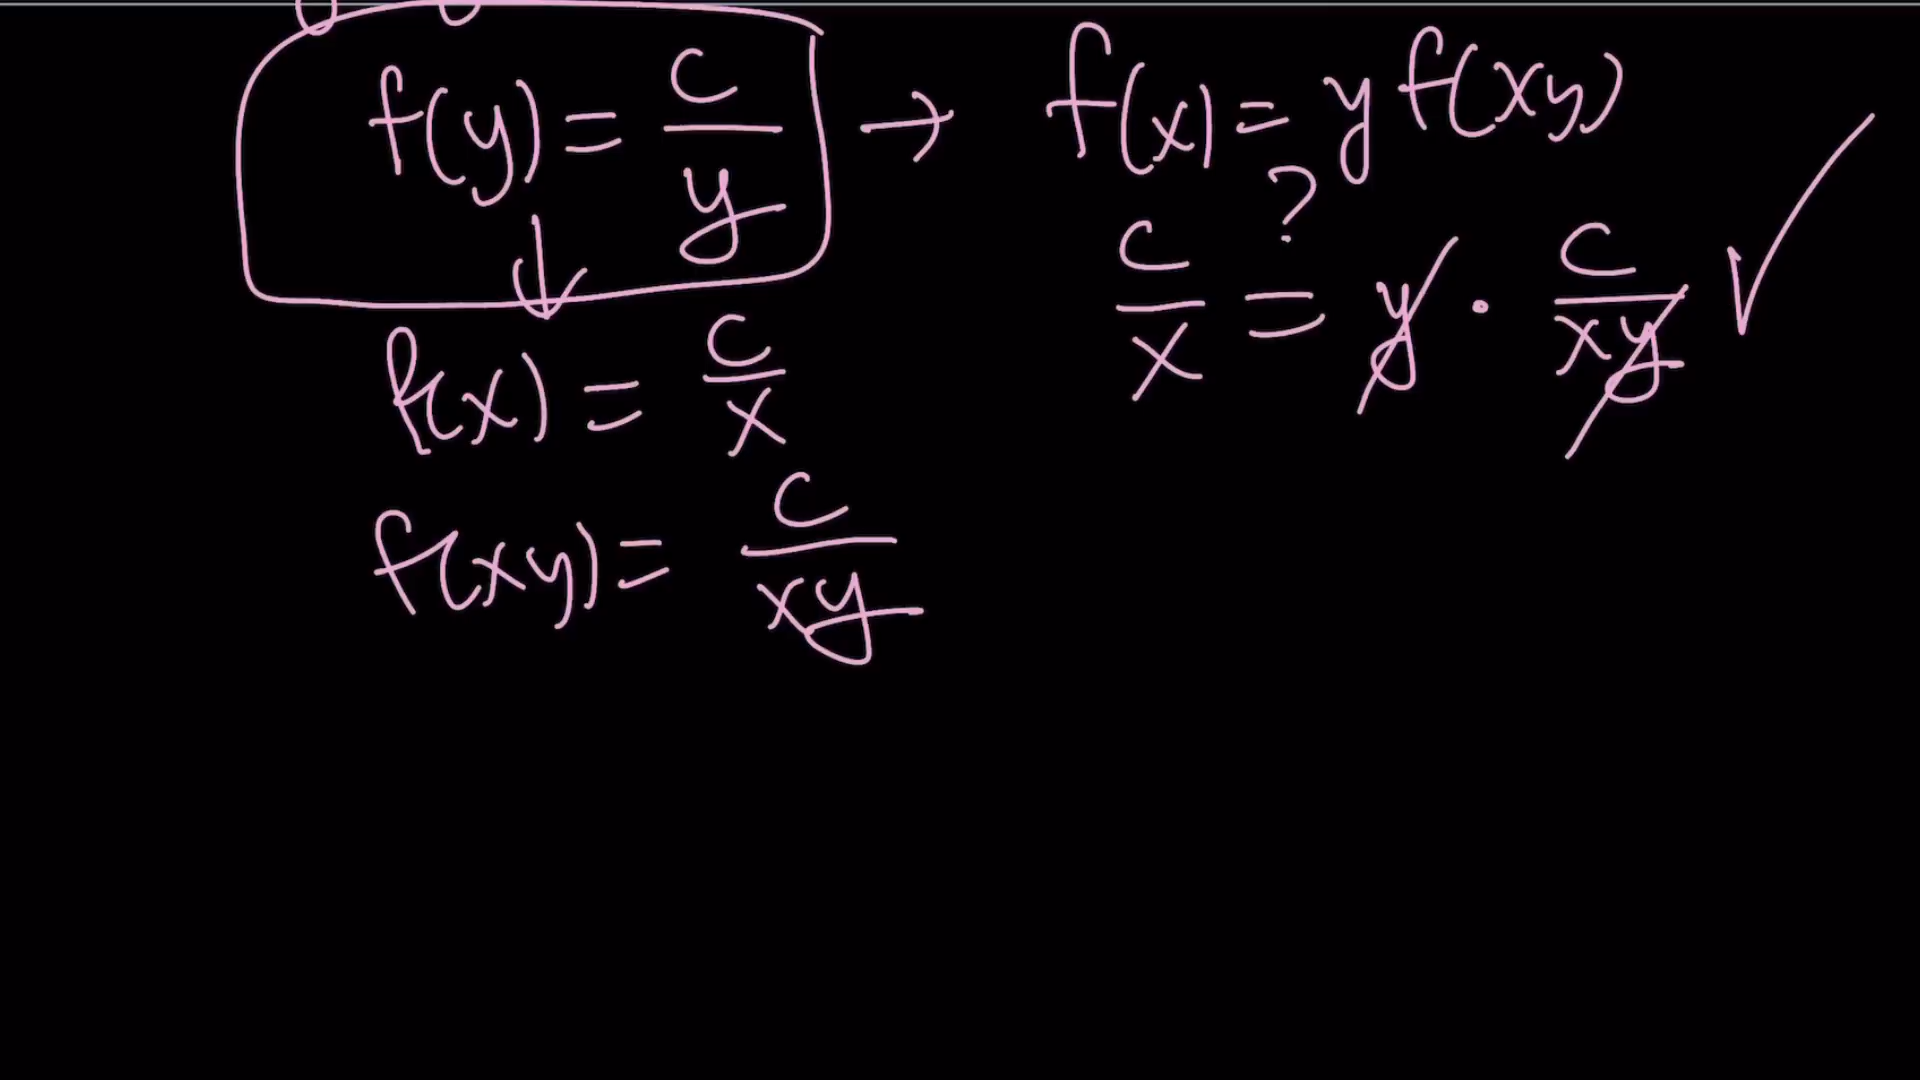 f(y) = c/y → f(x) = y f(xy)
?
c/x = y · c/xy ✓
f(x) = c/x
f(xy) = c/xy